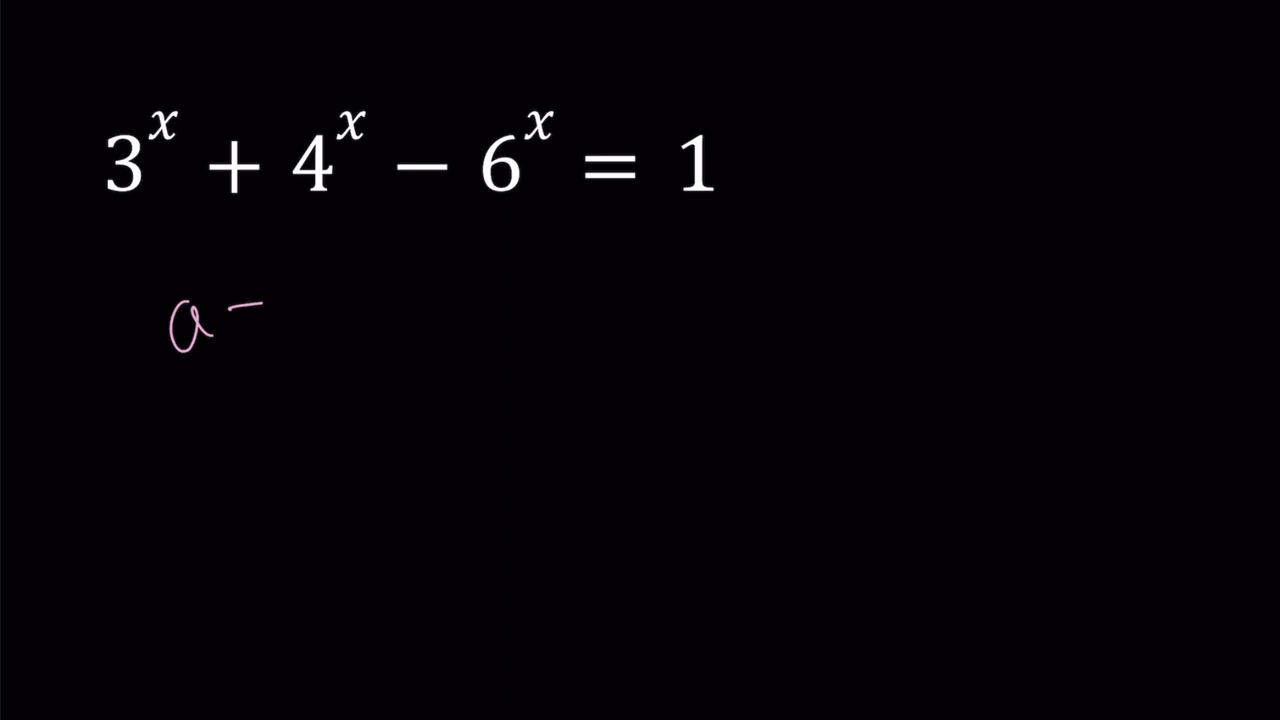 3^x + 4^x − 6^x = 1
a −